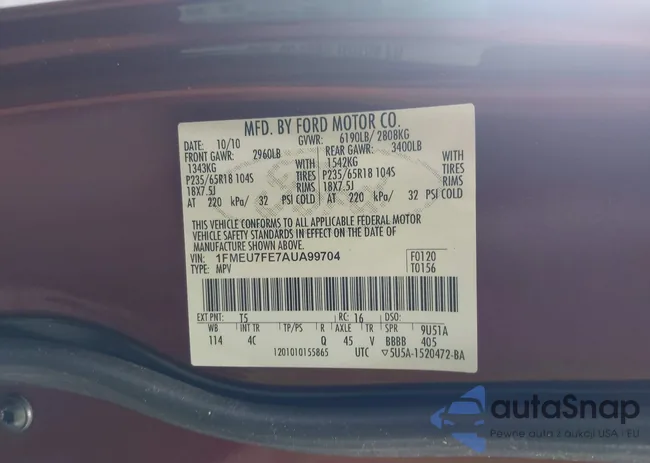 MFD. BY FORD MOTOR CO.
DATE: 10/10 GVWR: 6190LB/ 2808KG
FRONT GAWR: 2960LB REAR GAWR: 3400LB
1343KG WITH 1542KG WITH
P235/65R18 104S TIRES P235/65R18 104S TIRES
18X7.5J RIMS 18X7.5J RIMS
AT 220 kPa/ 32 PSI COLD AT 220 kPa/ 32 PSI COLD
THIS VEHICLE CONFORMS TO ALL APPLICABLE FEDERAL MOTOR
VEHICLE SAFETY STANDARDS IN EFFECT ON THE DATE OF
MANUFACTURE SHOWN ABOVE.
VIN: 1FMEU7FE7AUA99704 F0120
TYPE: MPV T0156
EXT PNT: T5 RC: 16 DSO:
WB INT TR TP/PS R AXLE TR SPR 9U51A
114 4C Q 45 V BBBB 405
1201010155865 UTC ▽5U5A-1520472-BA
autoSnap
Pewne auta z aukcji USA - EU